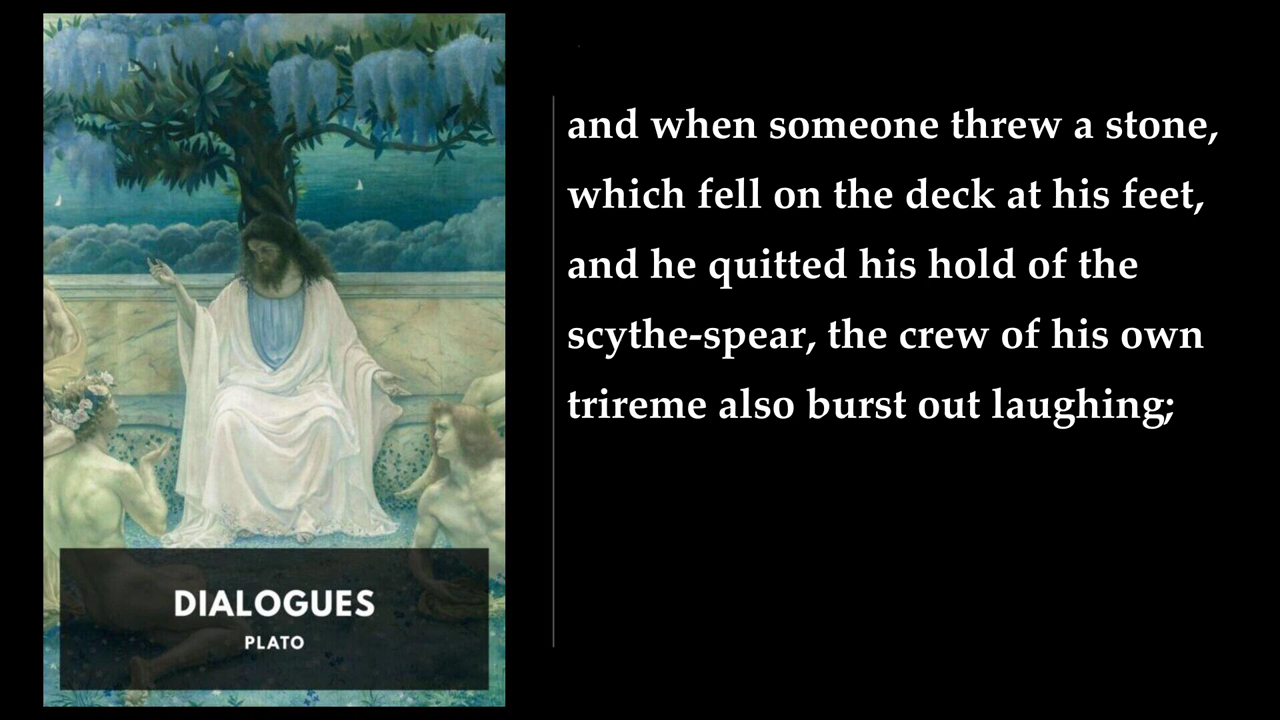 and when someone threw a stone,
which fell on the deck at his feet,
and he quitted his hold of the
scythe-spear, the crew of his own
trireme also burst out laughing;
DIALOGUES
PLATO